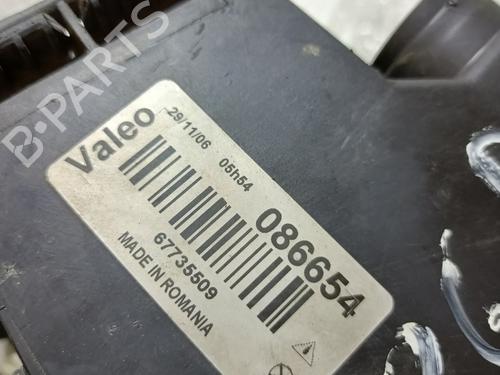 B-PARTS
Valeo
29/11/06 05h54
086654
67735509
MADE IN ROMANIA